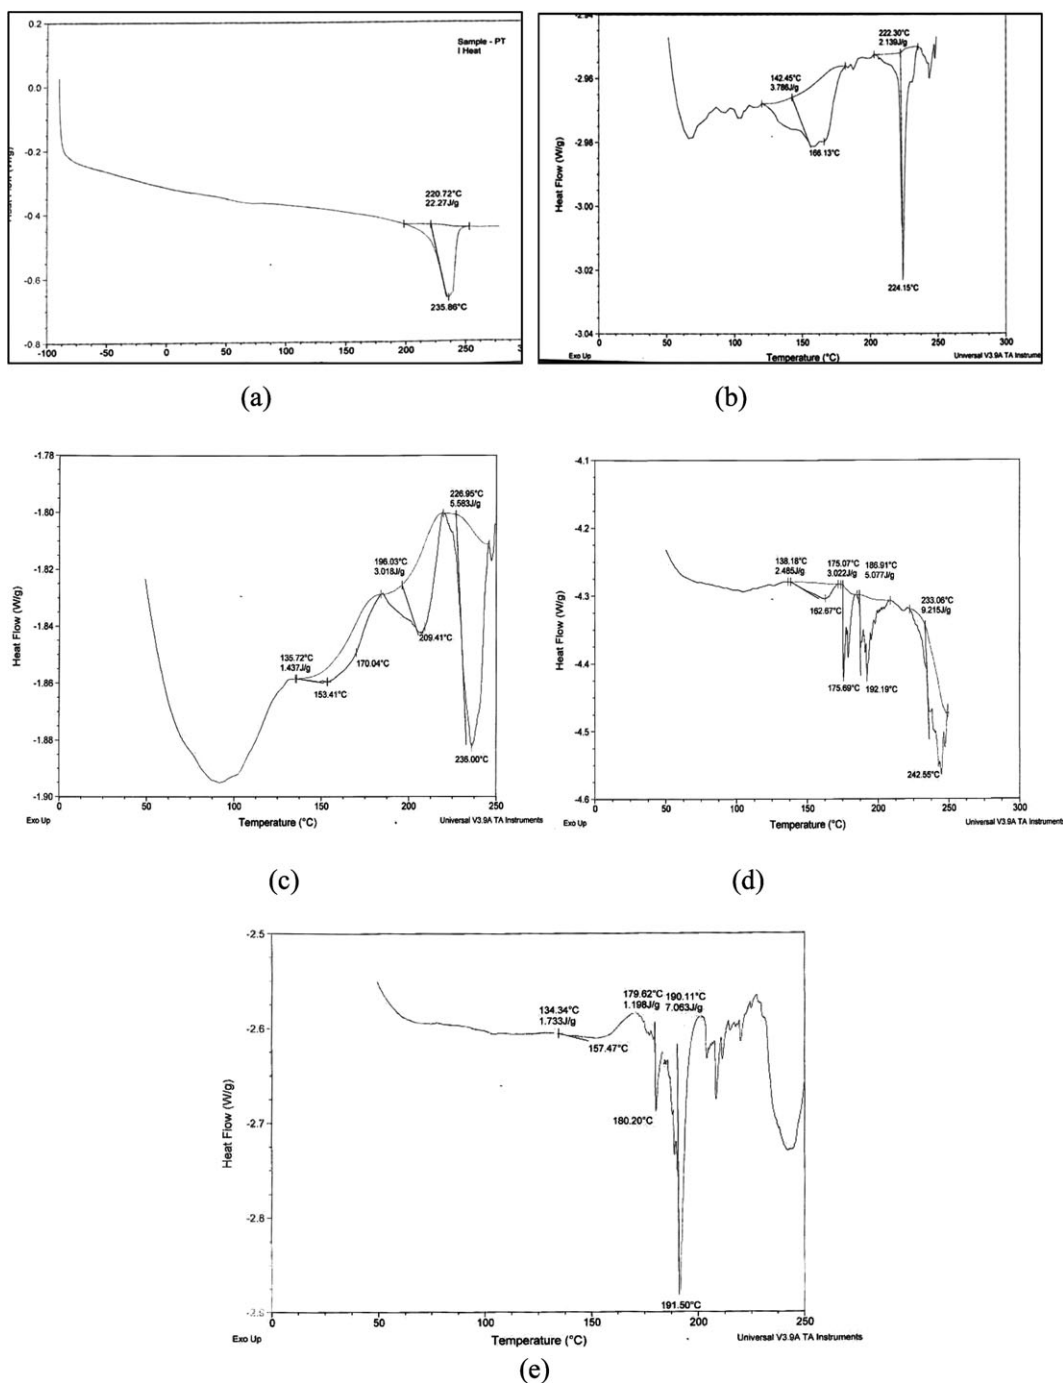 0.2
0.0
-0.2
-0.4
-0.6
-0.8
Sample - PT
I Heat
220.72°C
22.27J/g
235.86°C
-100
-50
0
50
100
150
200
250
(a)
-2.96
-2.98
-3.00
-3.02
-3.04
Heat Flow (W/g)
142.45°C
3.786J/g
166.13°C
222.30°C
2.139J/g
224.15°C
0
50
100
150
200
250
300
Exo Up
Temperature (°C)
Universal V3.9A TA Instrume
(b)
-1.78
-1.80
-1.82
-1.84
-1.86
-1.88
-1.90
Heat Flow (W/g)
135.72°C
1.437J/g
153.41°C
170.04°C
196.03°C
3.018J/g
209.41°C
226.95°C
5.583J/g
0
50
100
150
200
250
Exo Up
Temperature (°C)
Universal V3.9A TA Instruments
(c)
-4.1
-4.2
-4.3
-4.4
-4.5
-4.6
Heat Flow (W/g)
138.18°C
2.485J/g
162.67°C
175.07°C
3.022J/g
175.69°C
186.91°C
5.077J/g
192.19°C
233.06°C
9.215J/g
242.55°C
0
50
100
150
200
250
300
Exo Up
Temperature (°C)
Universal V3.9A TA Instruments
(d)
-2.5
-2.6
-2.7
-2.8
Heat Flow (W/g)
134.34°C
1.733J/g
157.47°C
179.62°C
1.198J/g
180.20°C
190.11°C
7.063J/g
191.50°C
0
50
100
150
200
250
Exo Up
Temperature (°C)
Universal V3.9A TA Instruments
(e)